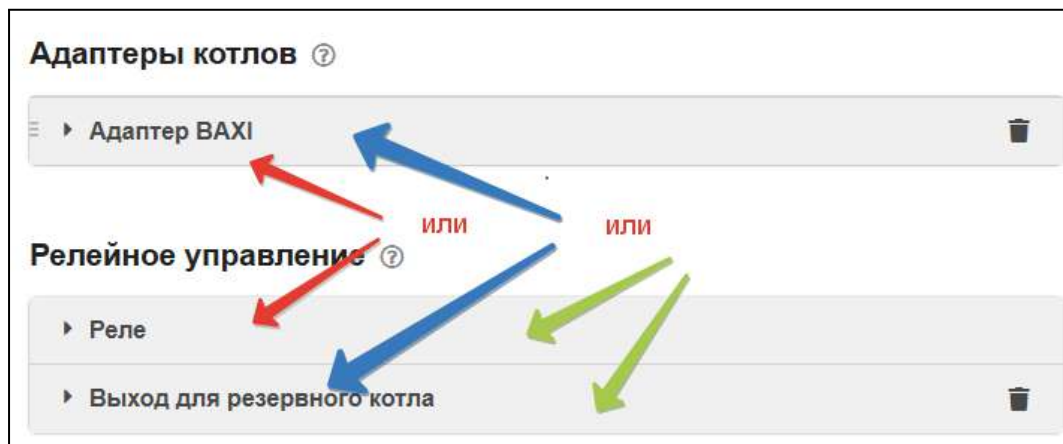 Адаптеры котлов ?
Адаптер BAXI
или
или
Релейное управление ?
Реле
Выход для резервного котла